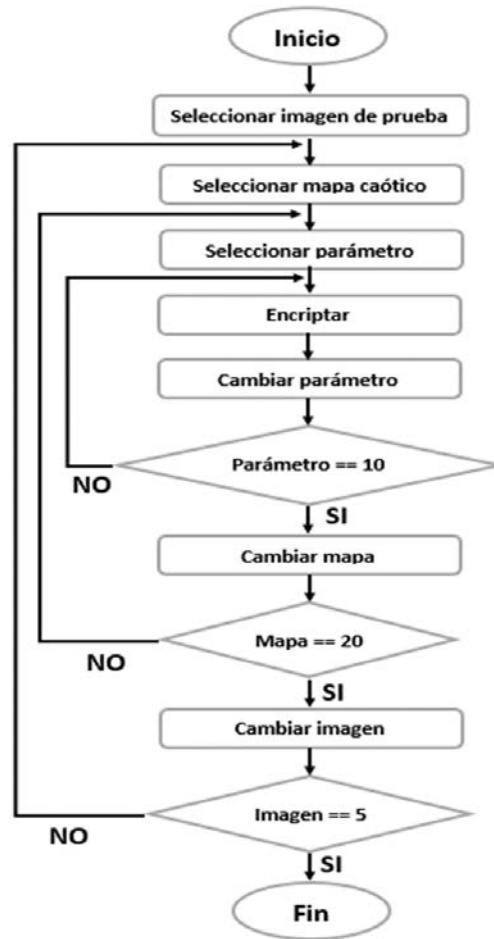 Inicio
Seleccionar imagen de prueba
Seleccionar mapa caótico
Seleccionar parámetro
Encriptar
Cambiar parámetro
Parámetro == 10
NO
SI
Cambiar mapa
Mapa == 20
NO
SI
Cambiar imagen
Imagen == 5
NO
SI
Fin